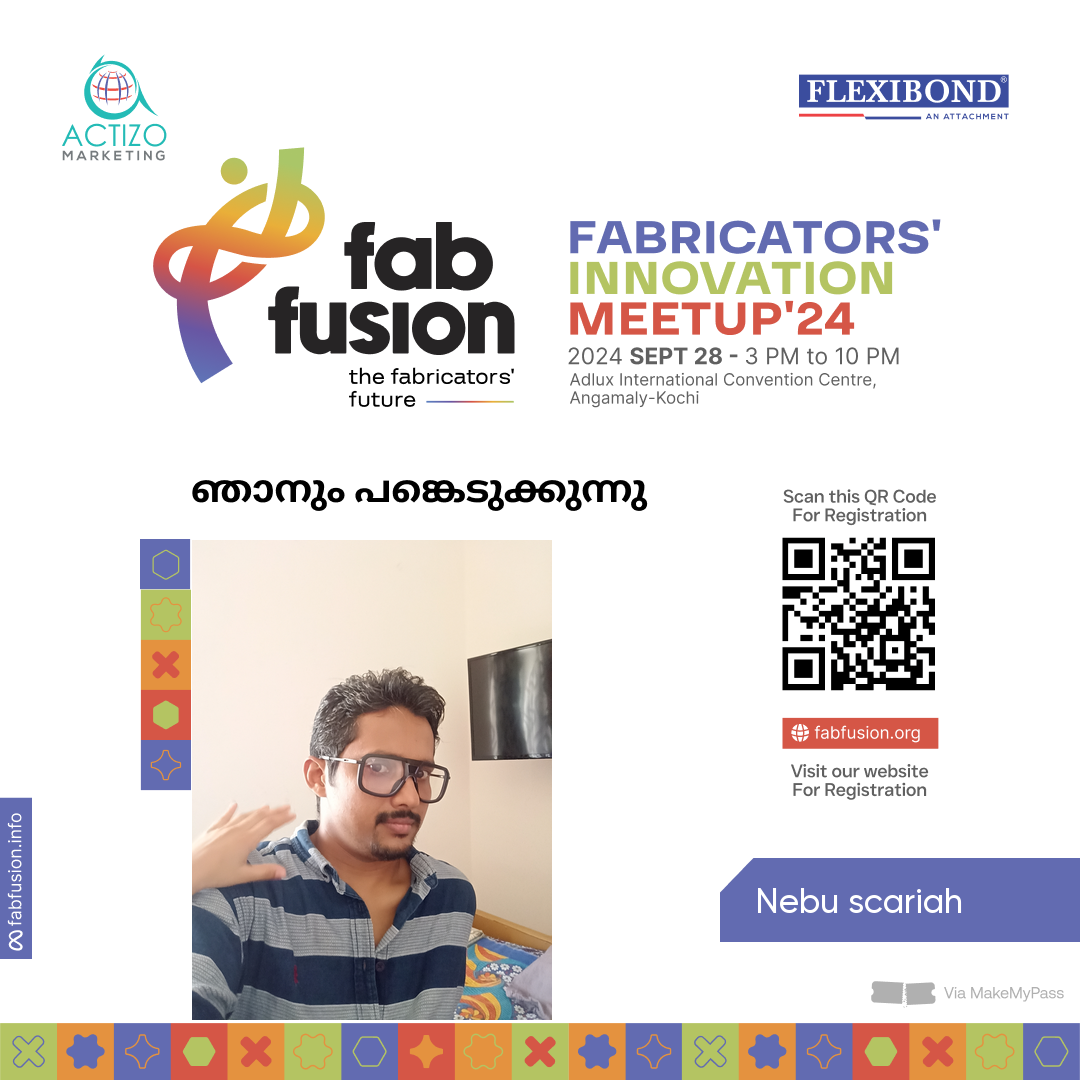 ACTIZO
MARKETING
FLEXIBOND®
AN ATTACHMENT
fab
fusion
the fabricators'
future
FABRICATORS'
INNOVATION
MEETUP'24
2024 SEPT 28 - 3 PM to 10 PM
Adlux International Convention Centre,
Angamaly-Kochi
ഞാനും പങ്കെടുക്കുന്നു
Scan this QR Code
For Registration
fabfusion.org
Visit our website
For Registration
fabfusion.info
Nebu scariah
Via MakeMyPass